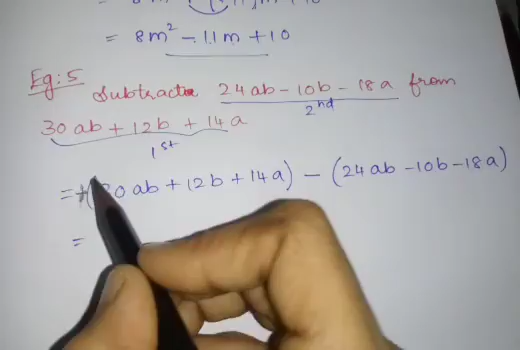 = 8m² - 11m + 10
Eg:5 Subtract 24ab - 10b - 18a from
2nd
30ab + 12b + 14a
1st
= +(30ab + 12b + 14a) - (24ab - 10b - 18a)
=